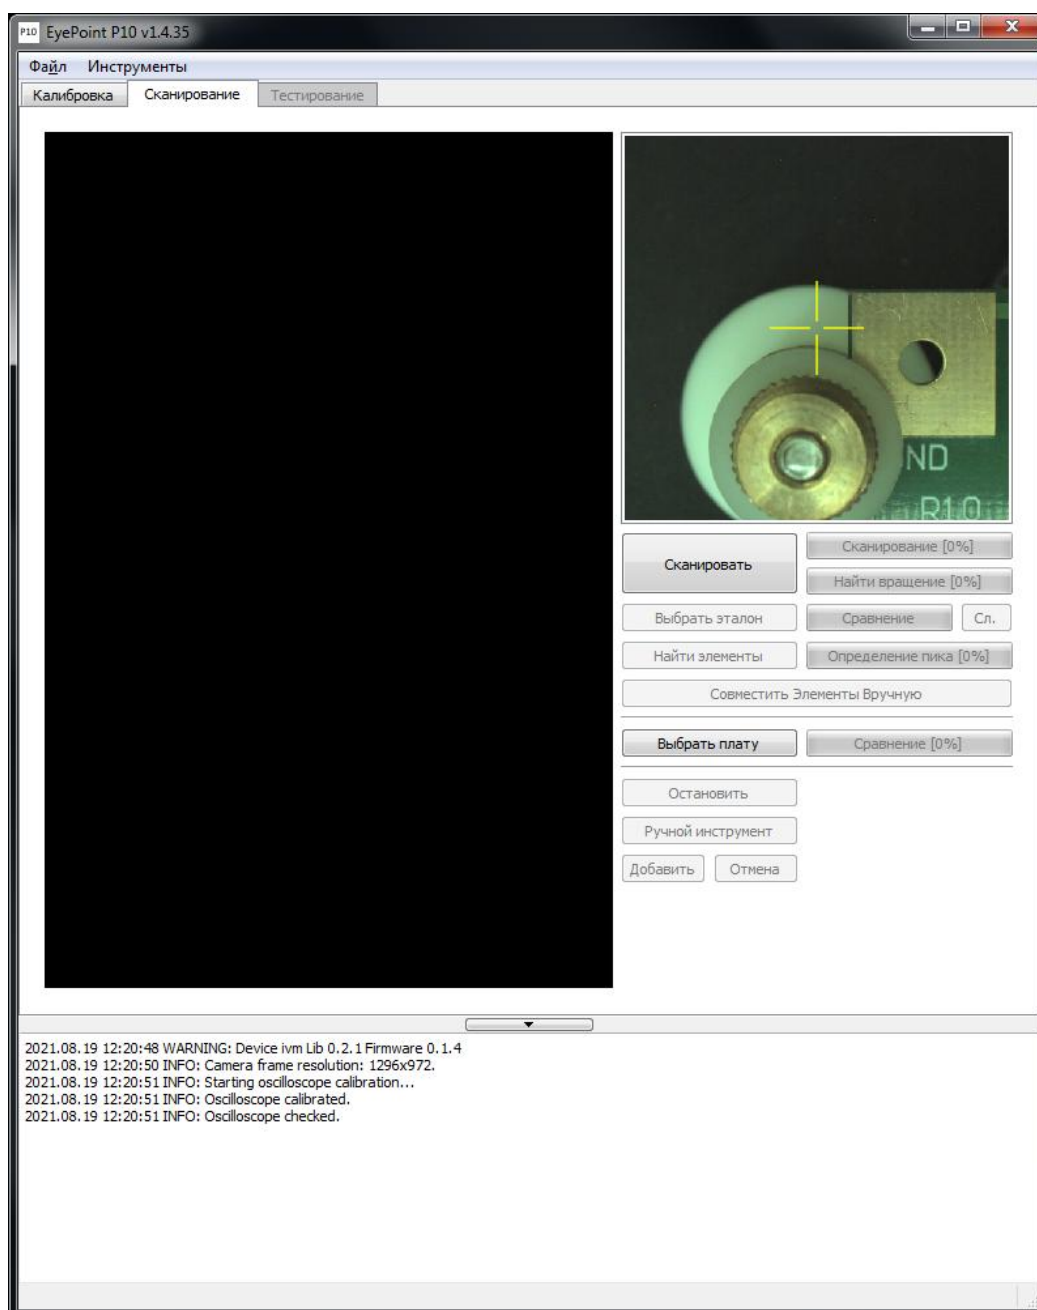 P10 EyePoint P10 v1.4.35
Файл Инструменты
Калибровка Сканирование Тестирование
ND
R10
Сканировать
Сканирование [0%]
Найти вращение [0%]
Выбрать эталон Сравнение Сл.
Найти элементы Определение пика [0%]
Совместить Элементы Вручную
Выбрать плату Сравнение [0%]
Остановить
Ручной инструмент
Добавить Отмена
2021.08.19 12:20:48 WARNING: Device ivm Lib 0.2.1 Firmware 0.1.4
2021.08.19 12:20:50 INFO: Camera frame resolution: 1296x972.
2021.08.19 12:20:51 INFO: Starting oscilloscope calibration...
2021.08.19 12:20:51 INFO: Oscilloscope calibrated.
2021.08.19 12:20:51 INFO: Oscilloscope checked.